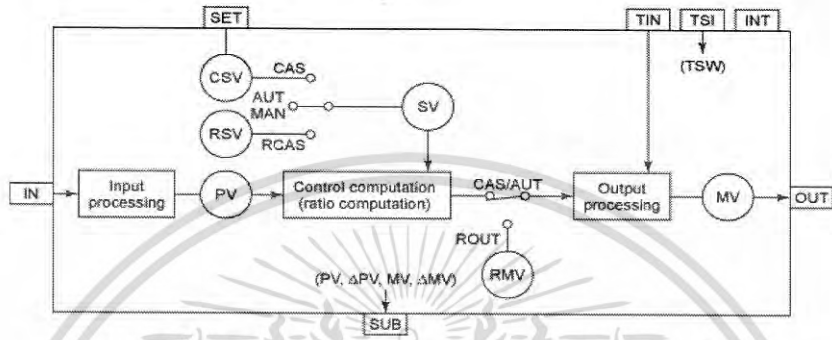 SET
TIN
TSI
INT
(TSW)
CSV
CAS
AUT
MAN
SV
RSV
RCAS
IN
Input
processing
PV
Control computation
(ratio computation)
CAS/AUT
Output
processing
MV
OUT
ROUT
RMV
(PV, ΔPV, MV, ΔMV)
SUB